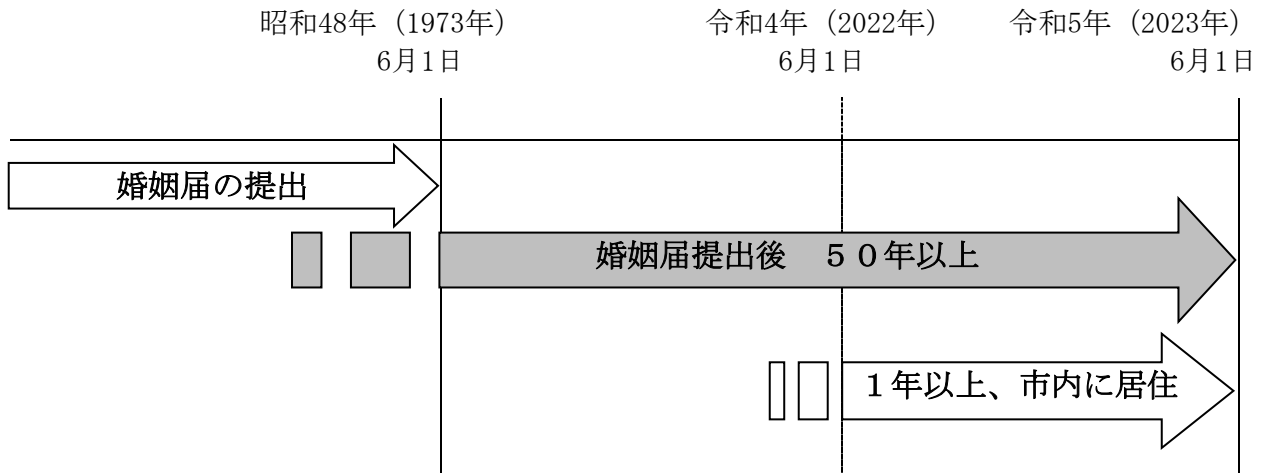 昭和48年（1973年）
6月1日
令和4年（2022年）
6月1日
令和5年（2023年）
6月1日
婚姻届の提出
婚姻届提出後　５０年以上
１年以上、市内に居住